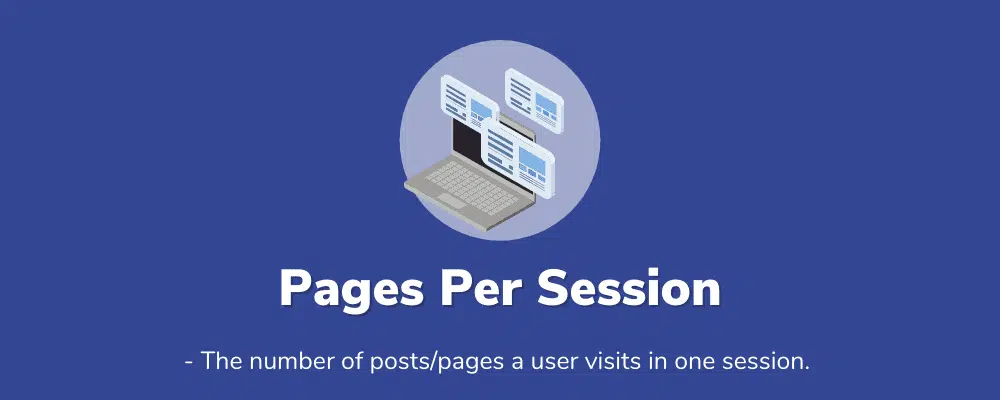 Pages Per Session
- The number of posts/pages a user visits in one session.